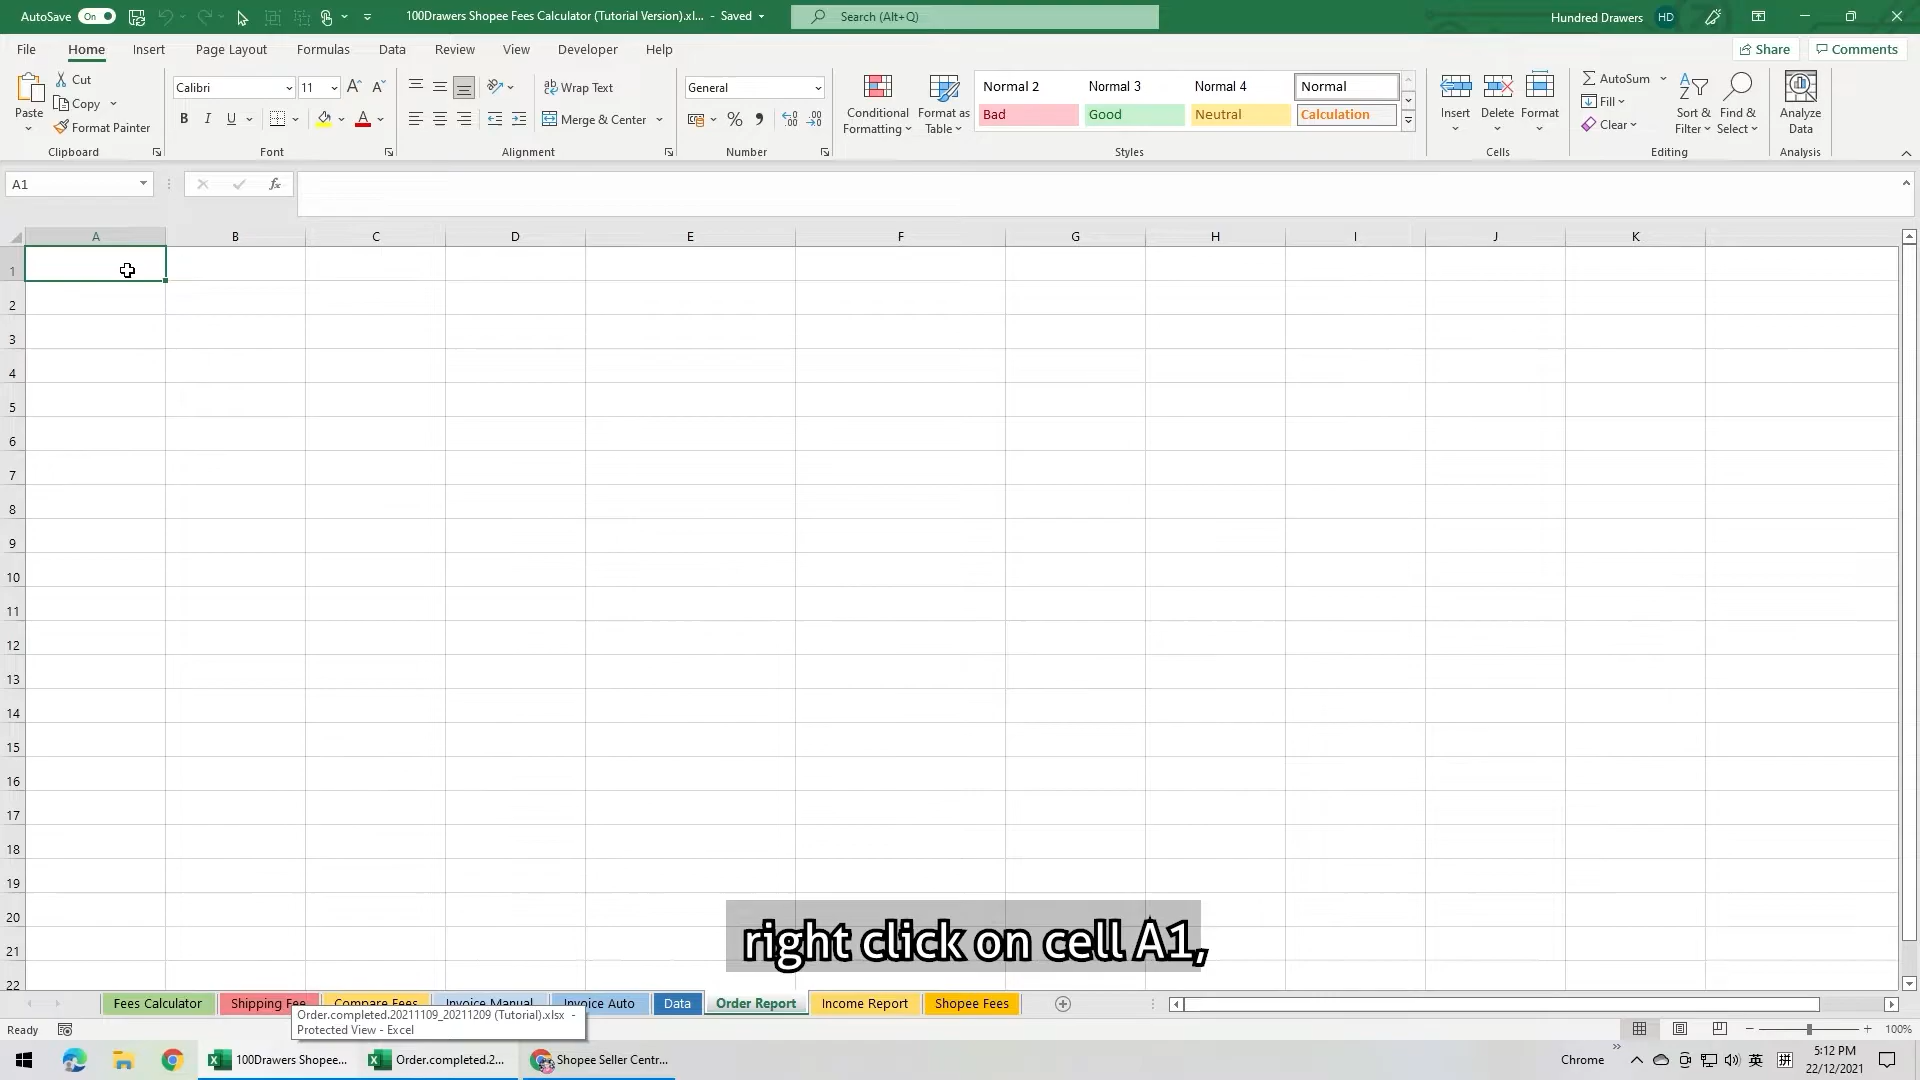 AutoSave On 100Drawers Shopee Fees Calculator (Tutorial Version).xl... - Saved Search (Alt+Q) Hundred Drawers HD
File Home Insert Page Layout Formulas Data Review View Developer Help Share Comments
Paste Cut Copy Format Painter
Clipboard
Calibri 11 A A
B I U A
Font
Wrap Text
Merge & Center
Alignment
General
% 9
Number
Conditional Formatting
Format as Table
Normal 2 Normal 3 Normal 4 Normal
Bad Good Neutral Calculation
Styles
Insert Delete Format
Cells
AutoSum
Fill
Clear
Sort & Filter
Find & Select
Editing
Analyze Data
Analysis
A1 fx
A B C D E F G H I J K
1
2
3
4
5
6
7
8
9
10
11
12
13
14
15
16
17
18
19
20
21
22
right click on cell A1,
Fees Calculator Shipping Fee Compare Fees Invoice Manual Invoice Auto Data Order Report Income Report Shopee Fees
Order.completed.20211109_20211209 (Tutorial).xlsx -
Protected View - Excel
Ready 100%
100Drawers Shopee... Order.completed.2... Shopee Seller Centr... Chrome 英 拼 5:12 PM
22/12/2021